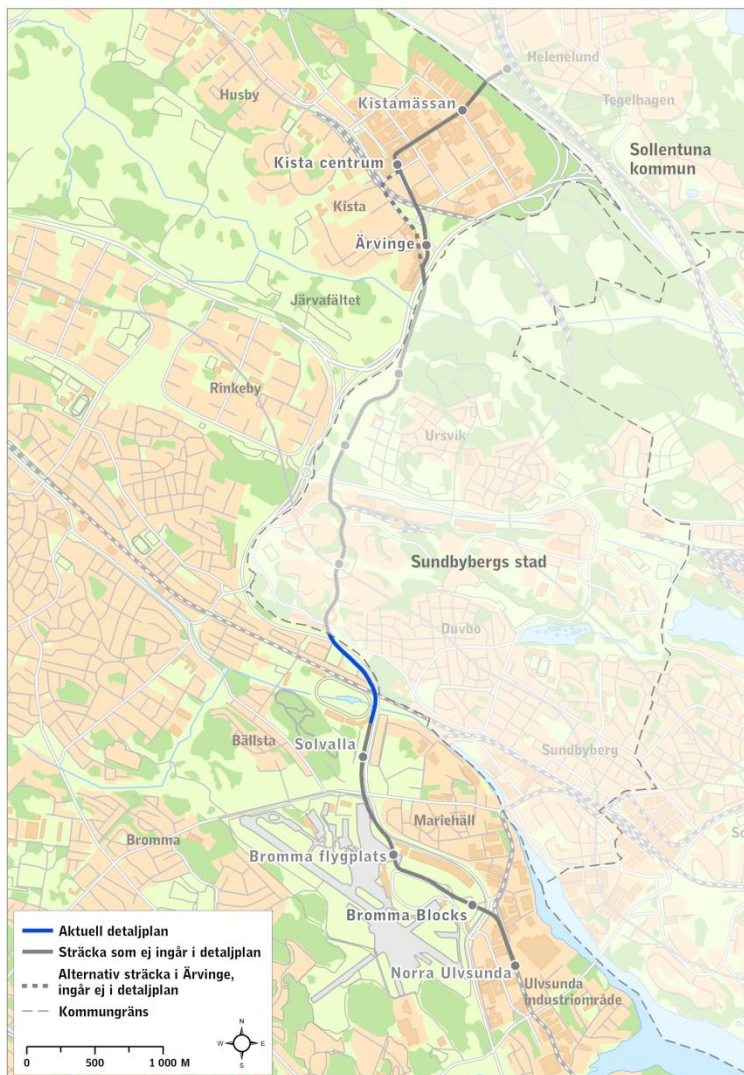 Helenelund
Husby
Kistamässan
Tegelhagen
Sollentuna
kommun
Kista centrum
Kista
Ärvinge
Järvafältet
Rinkeby
Ursvik
Sundbybergs stad
Duvbo
Bällsta
Solvalla
Sundbyberg
Mariehäll
Bromma
So
Bromma flygplats
Bromma Blocks
Norra Ulvsunda
Ulvsunda
industriområde
Aktuell detaljplan
Sträcka som ej ingår i detaljplan
Alternativ sträcka i Ärvinge,
ingår ej i detaljplan
Kommungräns
N
W E
S
0 500 1 000 M